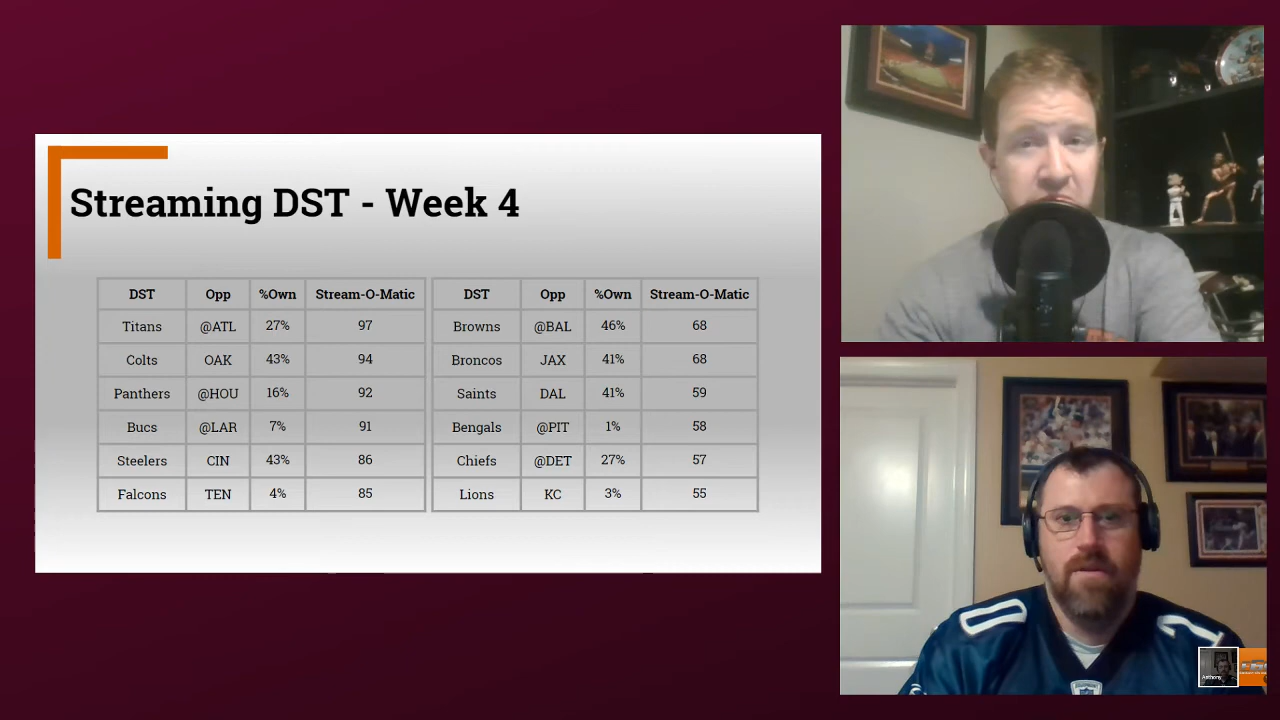 Streaming DST - Week 4
DST Opp %Own Stream-O-Matic DST Opp %Own Stream-O-Matic
Titans @ATL 27% 97 Browns @BAL 46% 68
Colts OAK 43% 94 Broncos JAX 41% 68
Panthers @HOU 16% 92 Saints DAL 41% 59
Bucs @LAR 7% 91 Bengals @PIT 1% 58
Steelers CIN 43% 86 Chiefs @DET 27% 57
Falcons TEN 4% 85 Lions KC 3% 55
0
Anthony